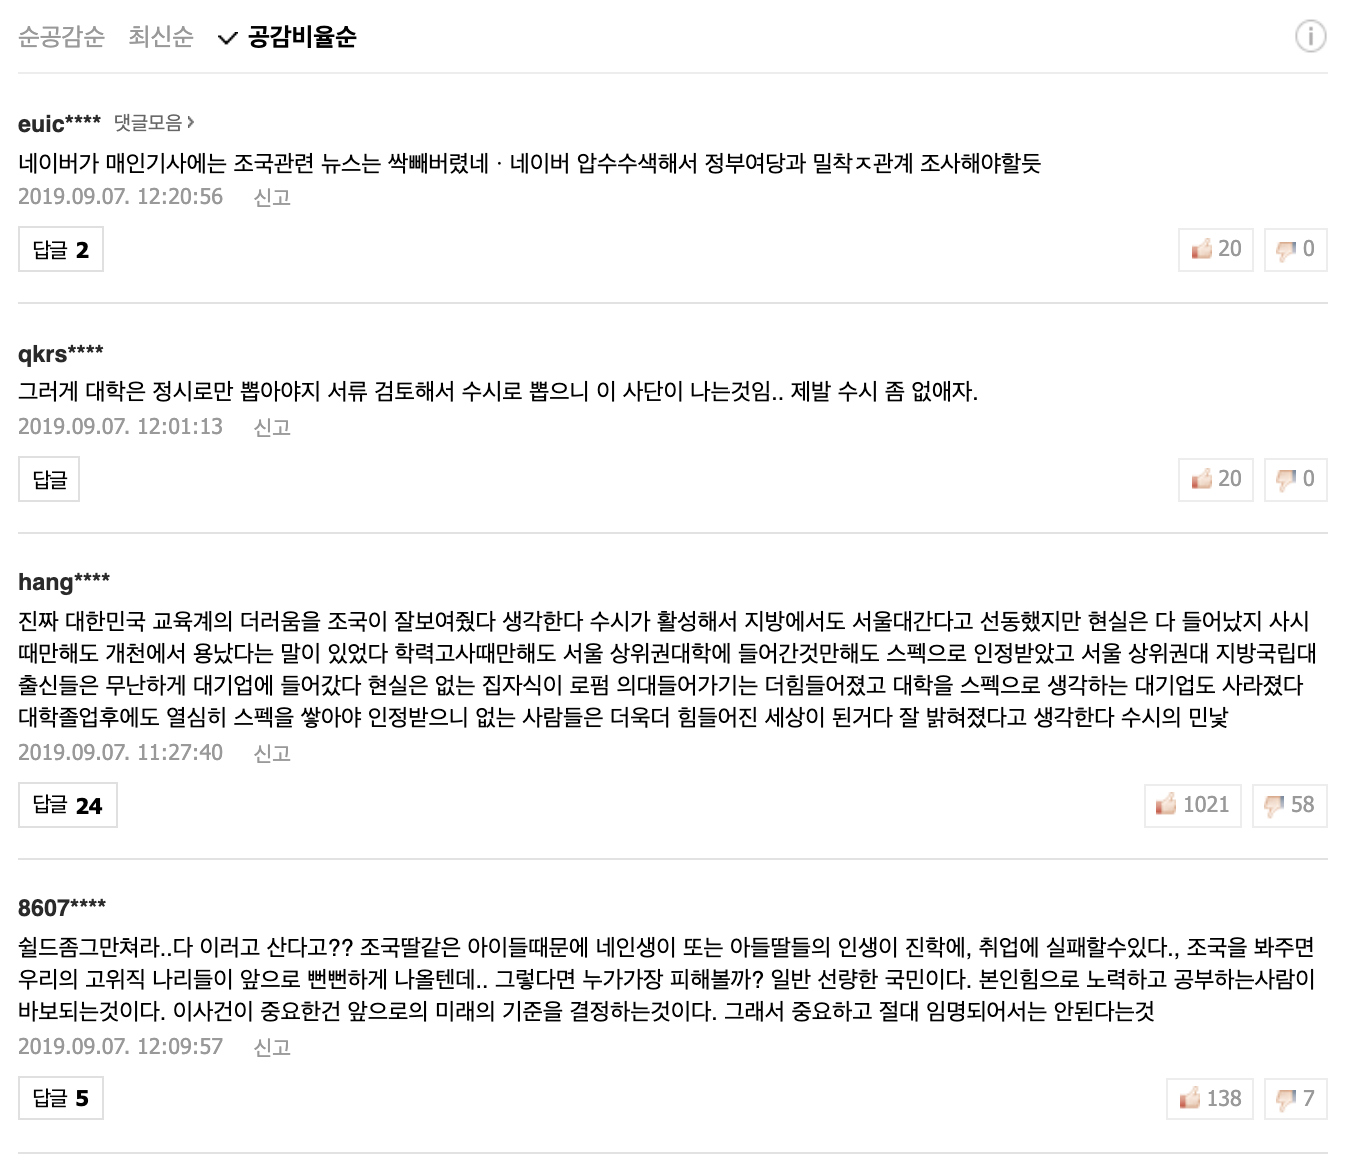 순공감순 최신순 공감비율순
euic**** 댓글모음
네이버가 매인기사에는 조국관련 뉴스는 싹빼버렸네 · 네이버 압수수색해서 정부여당과 밀착ㅈ관계 조사해야할듯
2019.09.07. 12:20:56 신고
답글 2 20 0
qkrs****
그러게 대학은 정시로만 뽑아야지 서류 검토해서 수시로 뽑으니 이 사단이 나는것임.. 제발 수시 좀 없애자.
2019.09.07. 12:01:13 신고
답글 20 0
hang****
진짜 대한민국 교육계의 더러움을 조국이 잘보여줬다 생각한다 수시가 활성해서 지방에서도 서울대간다고 선동했지만 현실은 다 들어났지 사시
때만해도 개천에서 용났다는 말이 있었다 학력고사때만해도 서울 상위권대학에 들어간것만해도 스펙으로 인정받았고 서울 상위권대 지방국립대
출신들은 무난하게 대기업에 들어갔다 현실은 없는 집자식이 로펌 의대들어가기는 더힘들어졌고 대학을 스펙으로 생각하는 대기업도 사라졌다
대학졸업후에도 열심히 스펙을 쌓아야 인정받으니 없는 사람들은 더욱더 힘들어진 세상이 된거다 잘 밝혀졌다고 생각한다 수시의 민낯
2019.09.07. 11:27:40 신고
답글 24 1021 58
8607****
쉴드좀그만쳐라..다 이러고 산다고?? 조국딸같은 아이들때문에 네인생이 또는 아들딸들의 인생이 진학에, 취업에 실패할수있다., 조국을 봐주면
우리의 고위직 나리들이 앞으로 뻔뻔하게 나올텐데.. 그렇다면 누가가장 피해볼까? 일반 선량한 국민이다. 본인힘으로 노력하고 공부하는사람이
바보되는것이다. 이사건이 중요한건 앞으로의 미래의 기준을 결정하는것이다. 그래서 중요하고 절대 임명되어서는 안된다는것
2019.09.07. 12:09:57 신고
답글 5 138 7